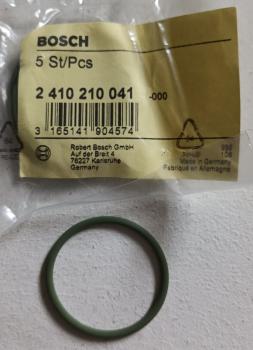 BOSCH
5 St/Pcs
2 410 210 041 -000
3 165141 904574
Robert Bosch GmbH
Auf der Breit 4
76227 Karlsruhe
Germany
Made in Germany
Fabriqué en Allemagne